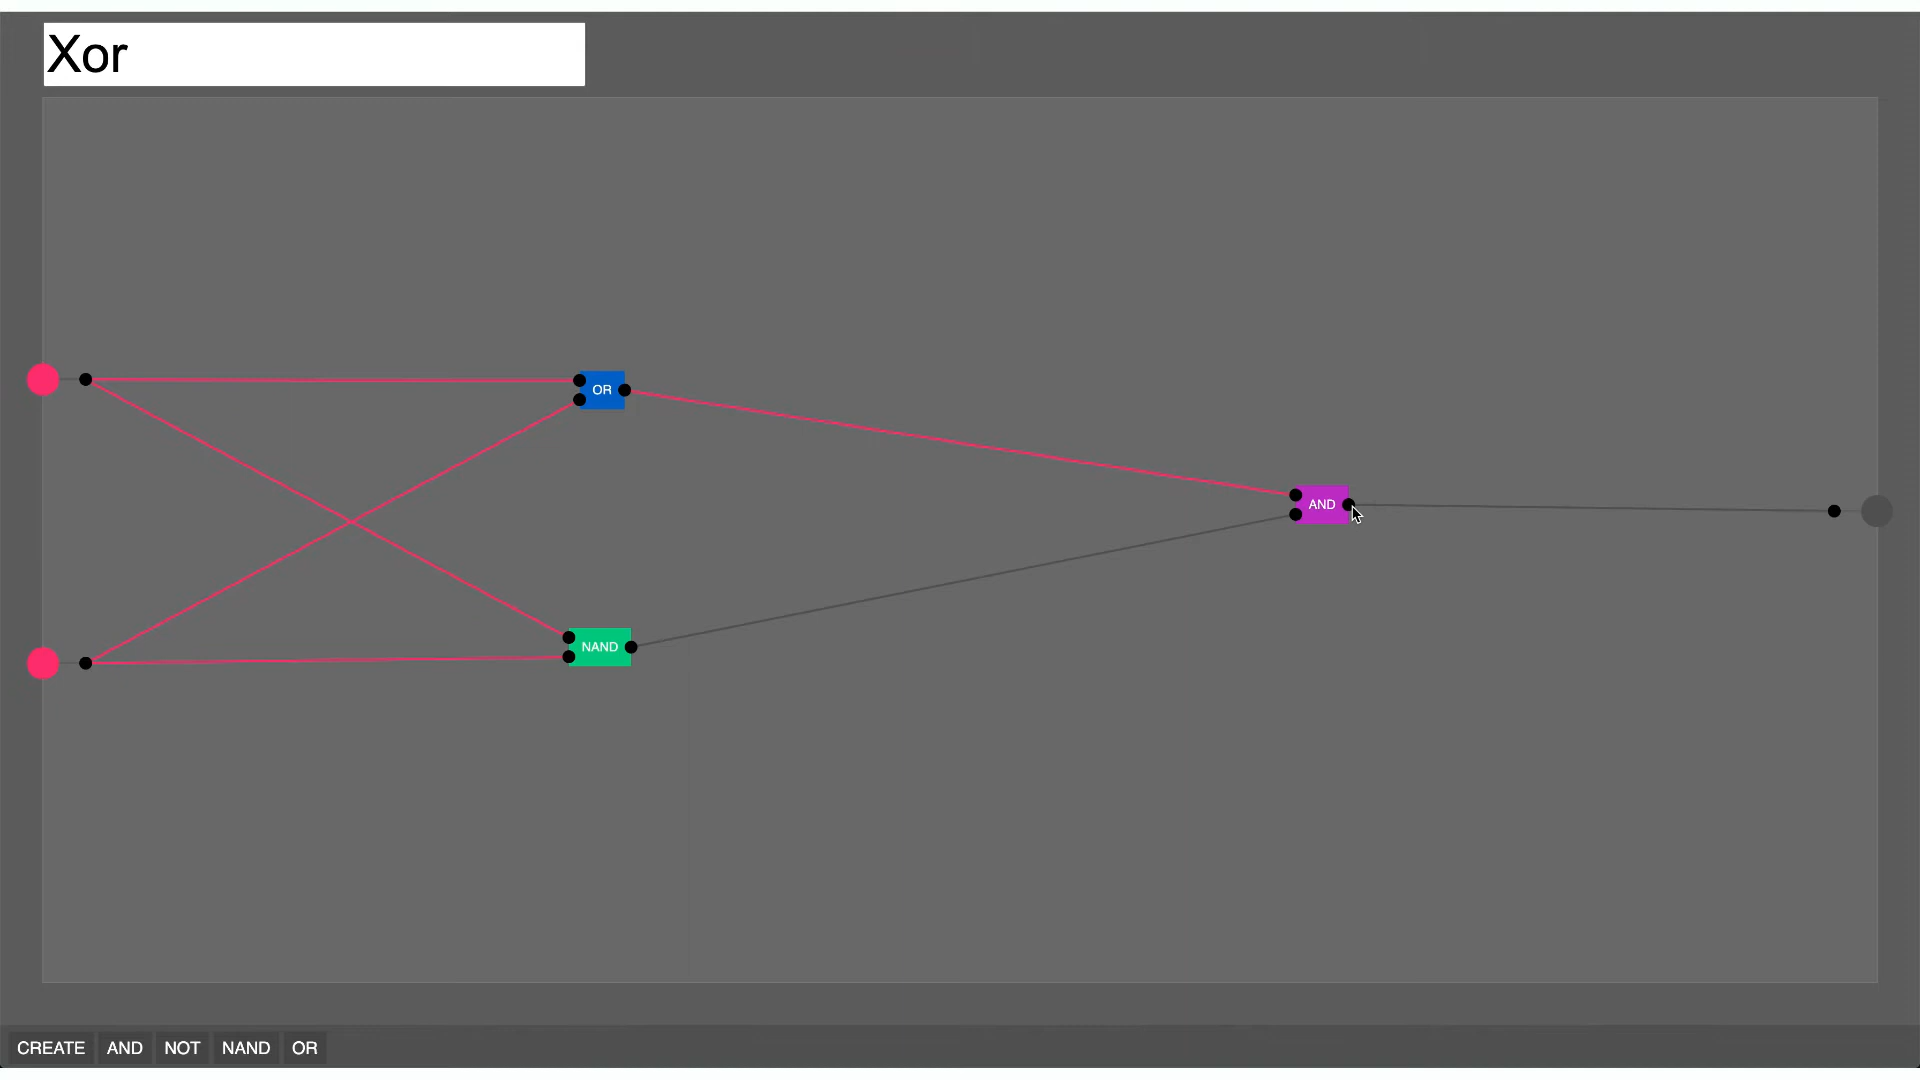 Xor
OR
AND
NAND
CREATE AND NOT NAND OR